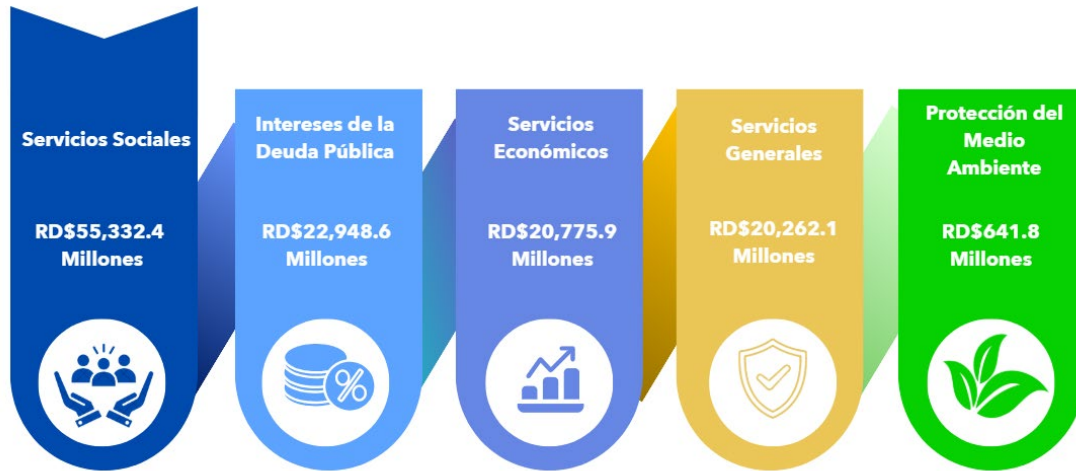 Servicios Sociales
RD$55,332.4
Millones
Intereses de la
Deuda Pública
RD$22,948.6
Millones
%
Servicios
Económicos
RD$20,775.9
Millones
Servicios
Generales
RD$20,262.1
Millones
Protección del
Medio
Ambiente
RD$641.8
Millones